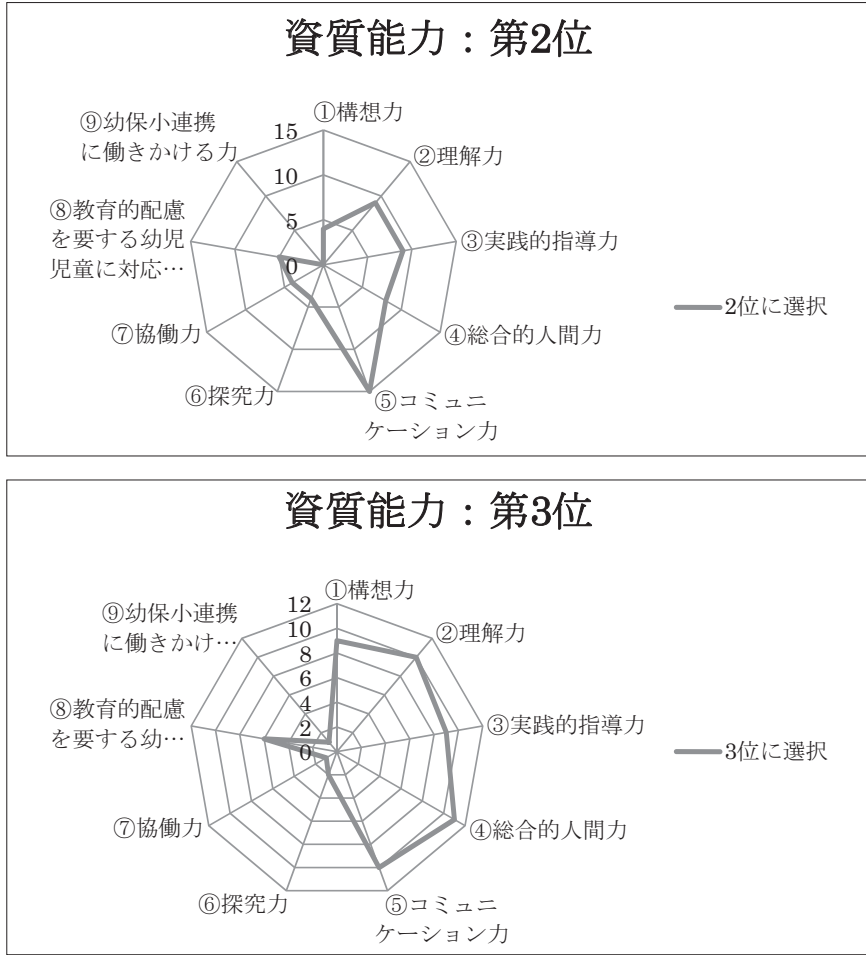 資質能力：第2位
①構想力
②理解力
③実践的指導力
④総合的人間力
⑤コミュニ
ケーション力
⑥探究力
⑦協働力
⑧教育的配慮
を要する幼児
児童に対応…
⑨幼保小連携
に働きかける力
15
10
5
0
2位に選択
資質能力：第3位
①構想力
②理解力
③実践的指導力
④総合的人間力
⑤コミュニ
ケーション力
⑥探究力
⑦協働力
⑧教育的配慮
を要する幼…
⑨幼保小連携
に働きかけ…
12
10
8
6
4
2
0
3位に選択